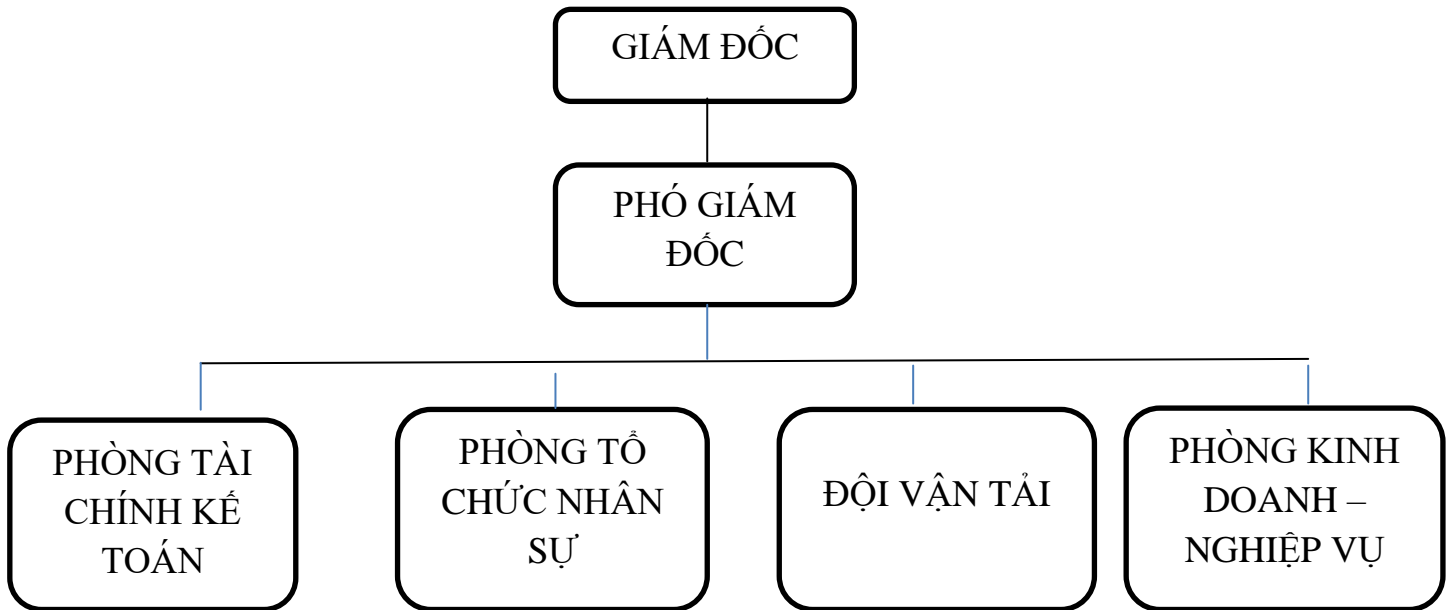 GIÁM ĐỐC
PHÓ GIÁM
ĐỐC
PHÒNG TÀI
CHÍNH KẾ
TOÁN
PHÒNG TỔ
CHỨC NHÂN
SỰ
ĐỘI VẬN TẢI
PHÒNG KINH
DOANH –
NGHIỆP VỤ